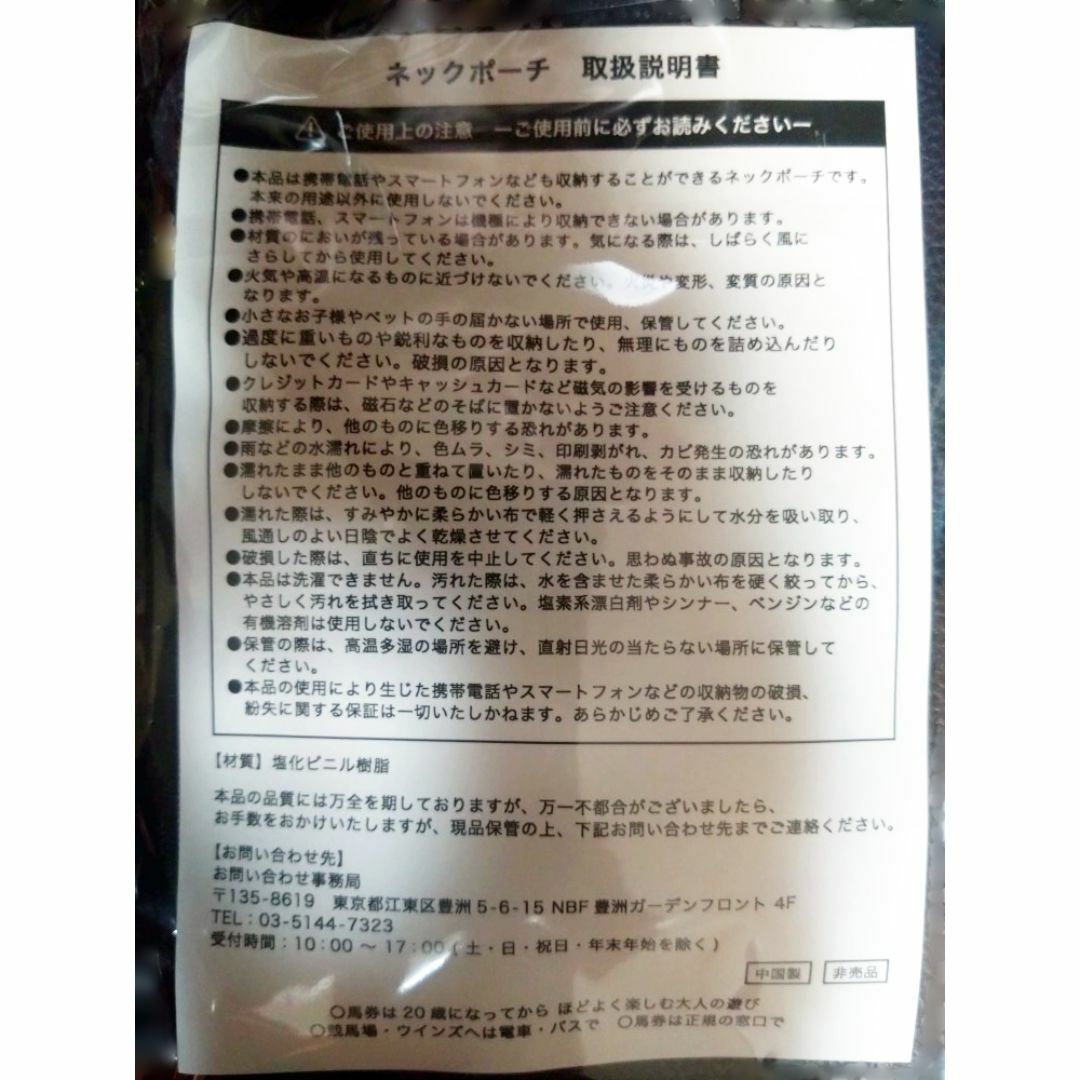 ネックポーチ 取扱説明書
⚠ ご使用上の注意 ーご使用前に必ずお読みくださいー
●本品は携帯電話やスマートフォンなども収納することができるネックポーチです。
本来の用途以外に使用しないでください。
●携帯電話、スマートフォンは機種により収納できない場合があります。
●材質のにおいが残っている場合があります。気になる際は、しばらく風に
さらしてから使用してください。
●火気や高温になるものに近づけないでください。火災や変形、変質の原因と
なります。
●小さなお子様やペットの手の届かない場所で使用、保管してください。
●過度に重いものや鋭利なものを収納したり、無理にものを詰め込んだり
しないでください。破損の原因となります。
●クレジットカードやキャッシュカードなど磁気の影響を受けるものを
収納する際は、磁石などのそばに置かないようご注意ください。
●摩擦により、他のものに色移りする恐れがあります。
●雨などの水濡れにより、色ムラ、シミ、印刷剥がれ、カビ発生の恐れがあります。
●濡れたまま他のものと重ねて置いたり、濡れたものをそのまま収納したり
しないでください。他のものに色移りする原因となります。
●濡れた際は、すみやかに柔らかい布で軽く押さえるようにして水分を吸い取り、
風通しのよい日陰でよく乾燥させてください。
●破損した際は、直ちに使用を中止してください。思わぬ事故の原因となります。
●本品は洗濯できません。汚れた際は、水を含ませた柔らかい布を硬く絞ってから、
やさしく汚れを拭き取ってください。塩素系漂白剤やシンナー、ベンジンなどの
有機溶剤は使用しないでください。
●保管の際は、高温多湿の場所を避け、直射日光の当たらない場所に保管して
ください。
●本品の使用により生じた携帯電話やスマートフォンなどの収納物の破損、
紛失に関する保証は一切いたしかねます。あらかじめご了承ください。
【材質】塩化ビニル樹脂
本品の品質には万全を期しておりますが、万一不都合がございましたら、
お手数をおかけいたしますが、現品保管の上、下記お問い合わせ先までご連絡ください。
【お問い合わせ先】
お問い合わせ事務局
〒135-8619 東京都江東区豊洲 5-6-15 NBF 豊洲ガーデンフロント 4F
TEL：03-5144-7323
受付時間：10：00 ～ 17：00 ( 土・日・祝日・年末年始を除く )
中国製 非売品
○馬券は 20 歳になってから ほどよく楽しむ大人の遊び
○競馬場・ウインズへは電車・バスで ○馬券は正規の窓口で